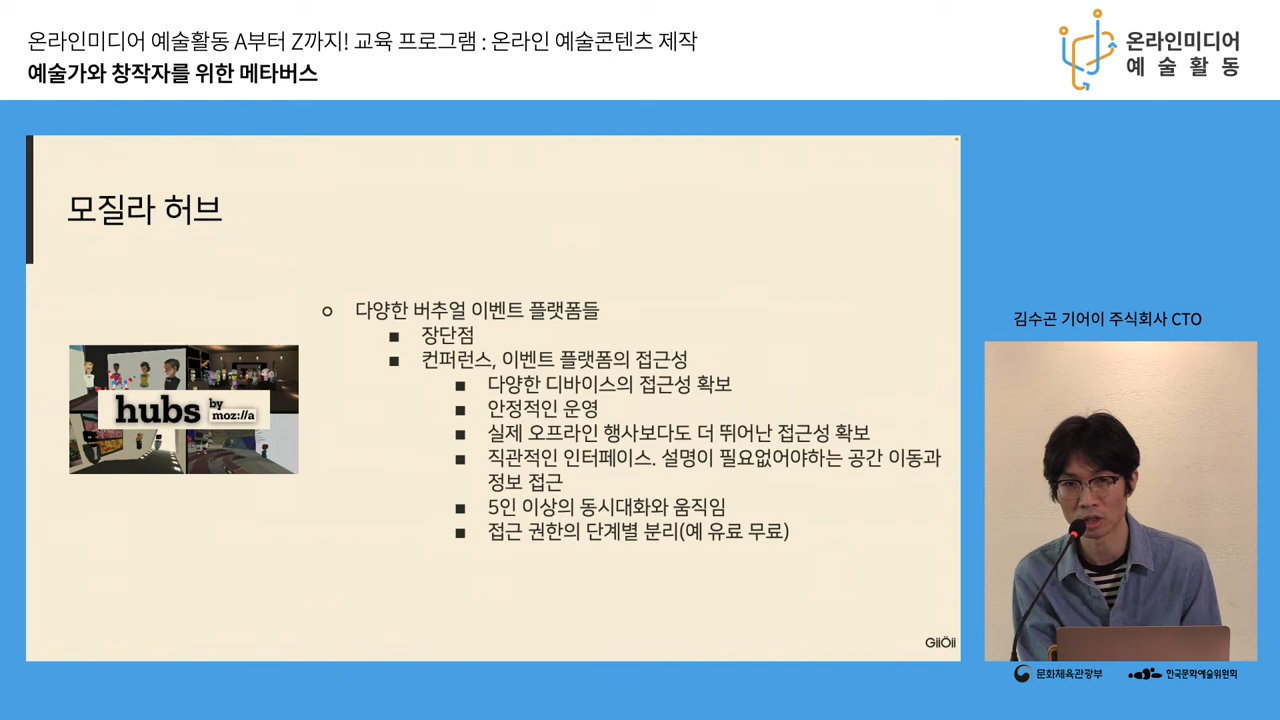 온라인미디어 예술활동 A부터 Z까지! 교육 프로그램 : 온라인 예술콘텐츠 제작
예술가와 창작자를 위한 메타버스
온라인미디어
예술활동
모질라 허브
다양한 버추얼 이벤트 플랫폼들
장단점
컨퍼런스, 이벤트 플랫폼의 접근성
다양한 디바이스의 접근성 확보
안정적인 운영
실제 오프라인 행사보다도 더 뛰어난 접근성 확보
직관적인 인터페이스. 설명이 필요없어야하는 공간 이동과
정보 접근
5인 이상의 동시대화와 움직임
접근 권한의 단계별 분리(예 유료 무료)
hubs by
moz://a
GiiÖii
김수곤 기어이 주식회사 CTO
문화체육관광부
한국문화예술위원회